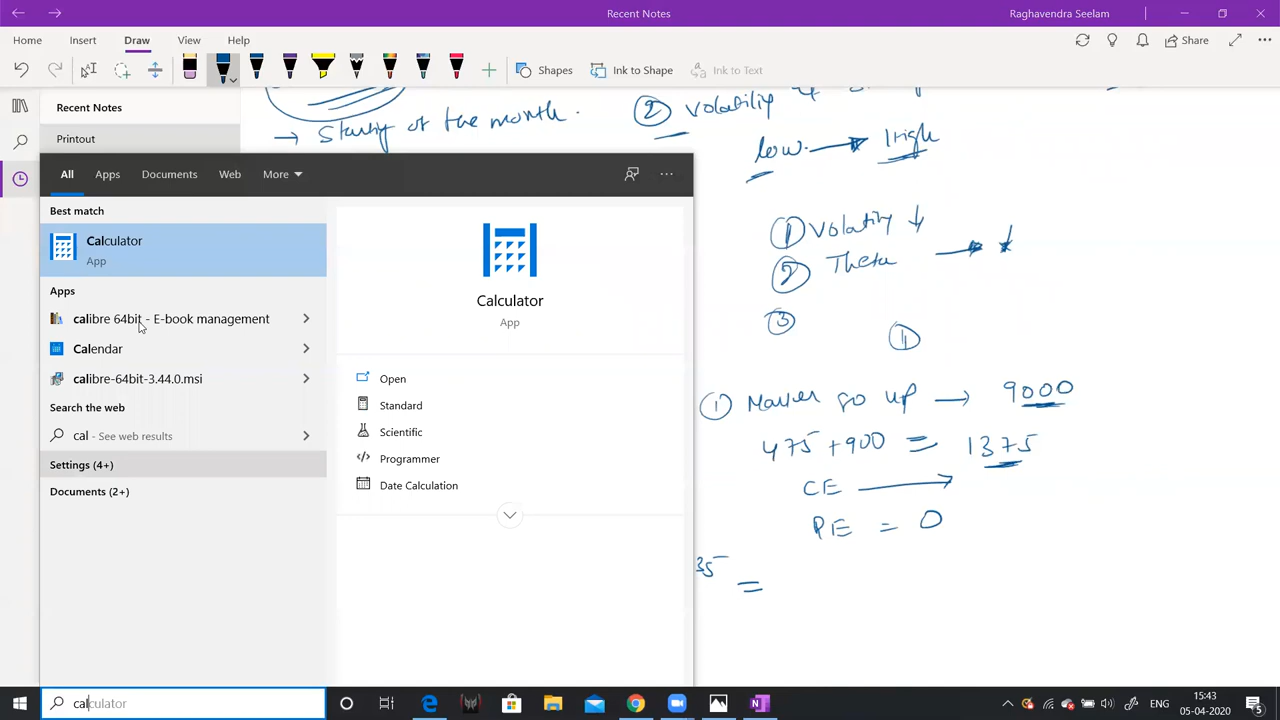 Recent Notes
Raghavendra Seelam
Home
Insert
Draw
View
Help
Share
Shapes
Ink to Shape
Ink to Text
Recent Notes
Printout
→ Starting of the month.
② Volatility
low. → High
① Volatility ↓
② Theta → ↓
③
①
① Market go up → 9000
475+900 = 1375
CE →
PE = 0
35 =
All
Apps
Documents
Web
More
Best match
Calculator
App
Apps
calibre 64bit - E-book management
Calendar
calibre-64bit-3.44.0.msi
Search the web
cal - See web results
Settings (4+)
Documents (2+)
Calculator
App
Open
Standard
Scientific
Programmer
Date Calculation
calculator
ENG
15:43
05-04-2020